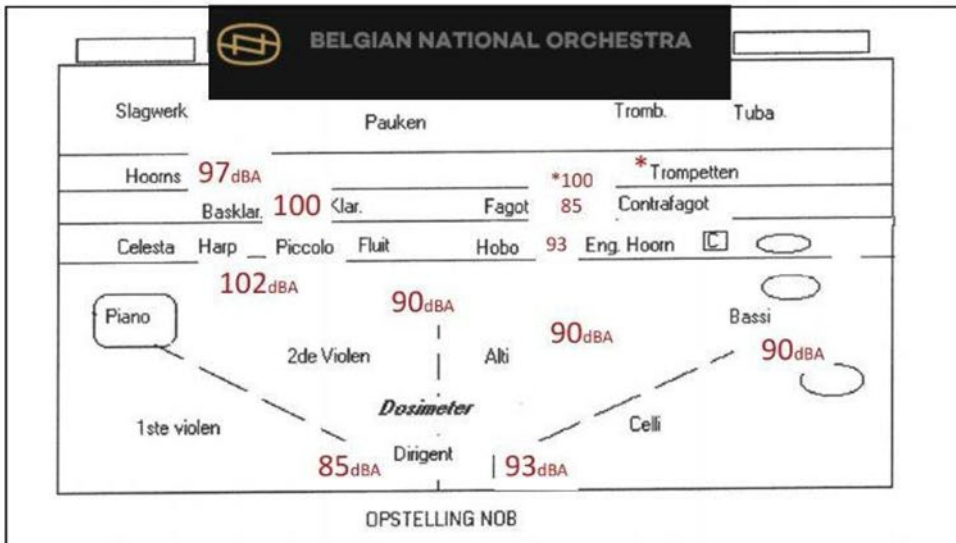 BELGIAN NATIONAL ORCHESTRA
Slagwerk Pauken Tromb. Tuba
Hoorns 97dBA *100 *Trompetten
Basklar. 100 Klar. Fagot 85 Contrafagot
Celesta Harp Piccolo Fluit Hobo 93 Eng. Hoorn C
102dBA 90dBA
Piano 90dBA Bassi
2de Violen Alti 90dBA
Dosimeter
1ste violen Celli
85dBA Dirigent 93dBA
OPSTELLING NOB